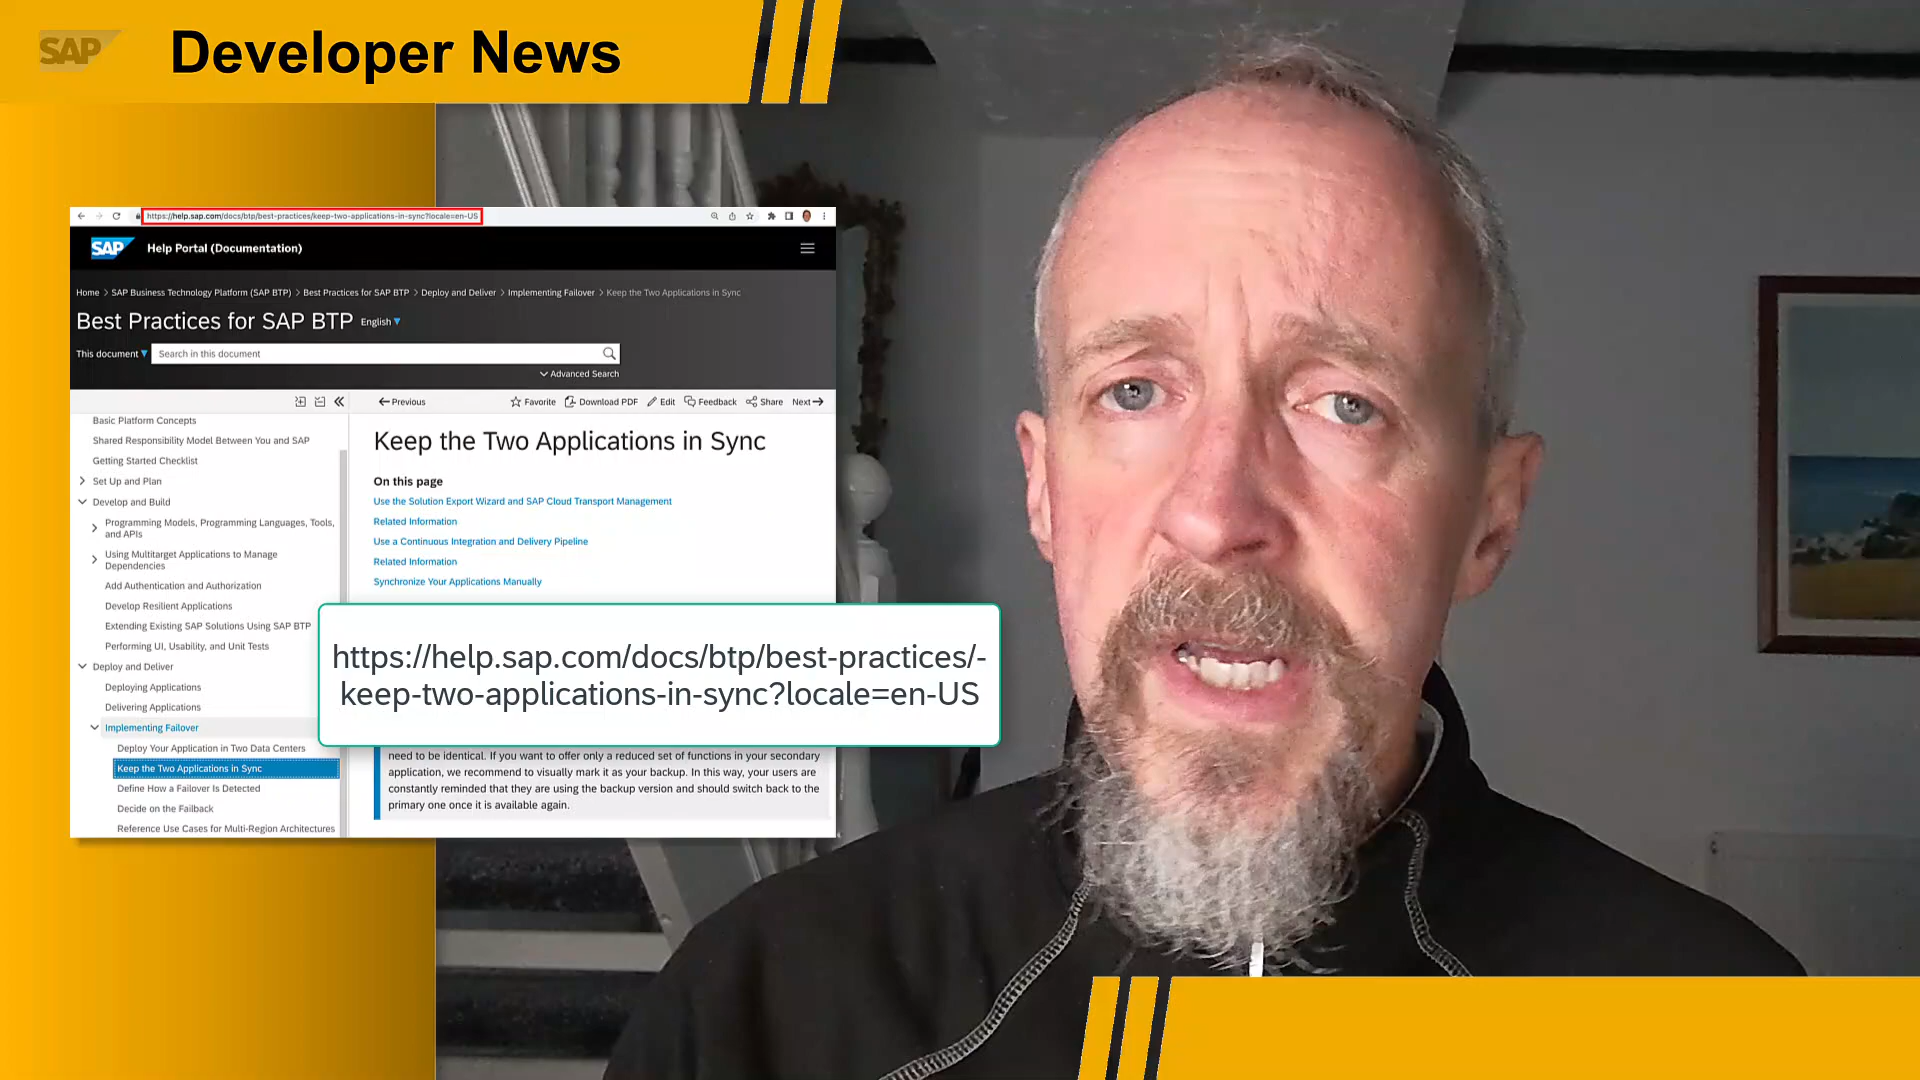 SAP Developer News
https://help.sap.com/docs/btp/best-practices/keep-two-applications-in-sync?locale=en-US
SAP Help Portal (Documentation)
Home > SAP Business Technology Platform (SAP BTP) > Best Practices for SAP BTP > Deploy and Deliver > Implementing Failover > Keep the Two Applications in Sync
Best Practices for SAP BTP English
This document Search in this document
Advanced Search
Previous Favorite Download PDF Edit Feedback Share Next
Basic Platform Concepts
Shared Responsibility Model Between You and SAP
Getting Started Checklist
Set Up and Plan
Develop and Build
Programming Models, Programming Languages, Tools,
and APIs
Using Multitarget Applications to Manage
Dependencies
Add Authentication and Authorization
Develop Resilient Applications
Extending Existing SAP Solutions Using SAP BTP
Performing UI, Usability, and Unit Tests
Deploy and Deliver
Deploying Applications
Delivering Applications
Implementing Failover
Deploy Your Application in Two Data Centers
Keep the Two Applications in Sync
Define How a Failover Is Detected
Decide on the Failback
Reference Use Cases for Multi-Region Architectures
Keep the Two Applications in Sync
On this page
Use the Solution Export Wizard and SAP Cloud Transport Management
Related Information
Use a Continuous Integration and Delivery Pipeline
Related Information
Synchronize Your Applications Manually
https://help.sap.com/docs/btp/best-practices/-
keep-two-applications-in-sync?locale=en-US
need to be identical. If you want to offer only a reduced set of functions in your secondary
application, we recommend to visually mark it as your backup. In this way, your users are
constantly reminded that they are using the backup version and should switch back to the
primary one once it is available again.